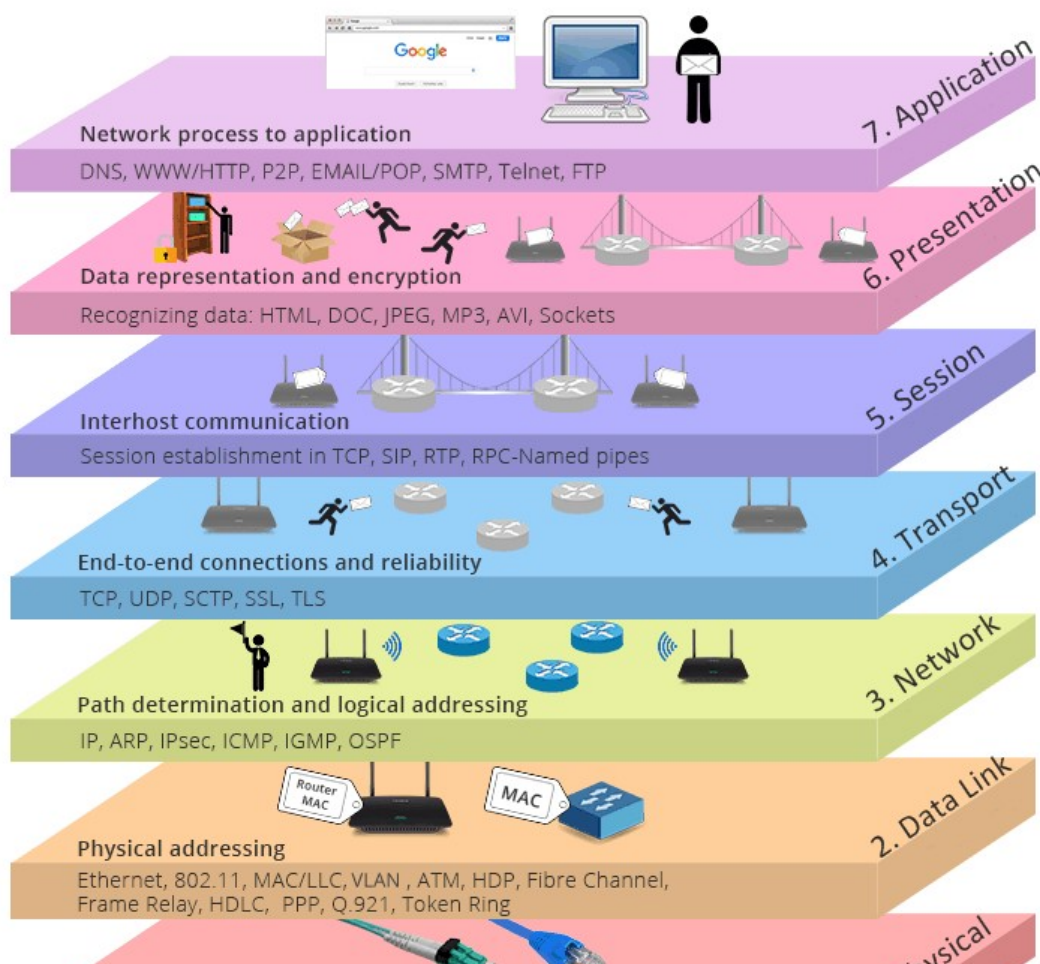 Google
7. Application
Network process to application
DNS, WWW/HTTP, P2P, EMAIL/POP, SMTP, Telnet, FTP
6. Presentation
Data representation and encryption
Recognizing data: HTML, DOC, JPEG, MP3, AVI, Sockets
5. Session
Interhost communication
Session establishment in TCP, SIP, RTP, RPC-Named pipes
4. Transport
End-to-end connections and reliability
TCP, UDP, SCTP, SSL, TLS
3. Network
Path determination and logical addressing
IP, ARP, IPsec, ICMP, IGMP, OSPF
Router
MAC
MAC
2. Data Link
Physical addressing
Ethernet, 802.11, MAC/LLC, VLAN , ATM, HDP, Fibre Channel,
Frame Relay, HDLC, PPP, Q.921, Token Ring